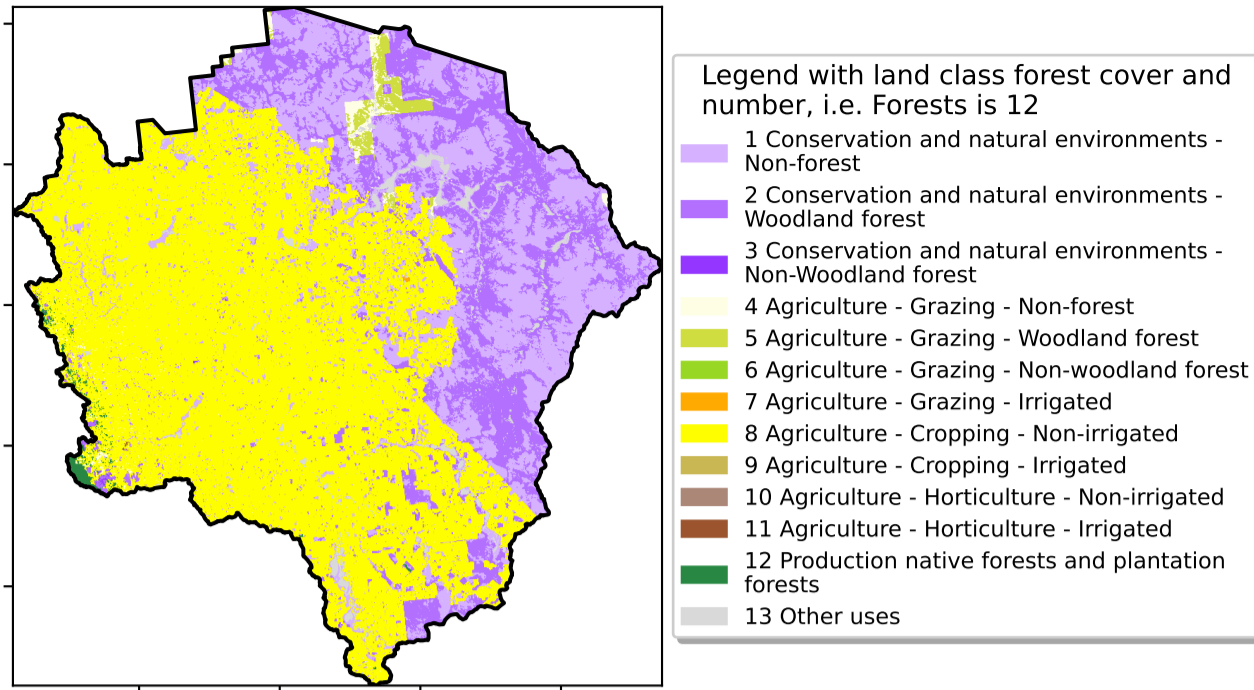 Legend with land class forest cover and
number, i.e. Forests is 12
1 Conservation and natural environments -
Non-forest
2 Conservation and natural environments -
Woodland forest
3 Conservation and natural environments -
Non-Woodland forest
4 Agriculture - Grazing - Non-forest
5 Agriculture - Grazing - Woodland forest
6 Agriculture - Grazing - Non-woodland forest
7 Agriculture - Grazing - Irrigated
8 Agriculture - Cropping - Non-irrigated
9 Agriculture - Cropping - Irrigated
10 Agriculture - Horticulture - Non-irrigated
11 Agriculture - Horticulture - Irrigated
12 Production native forests and plantation
forests
13 Other uses